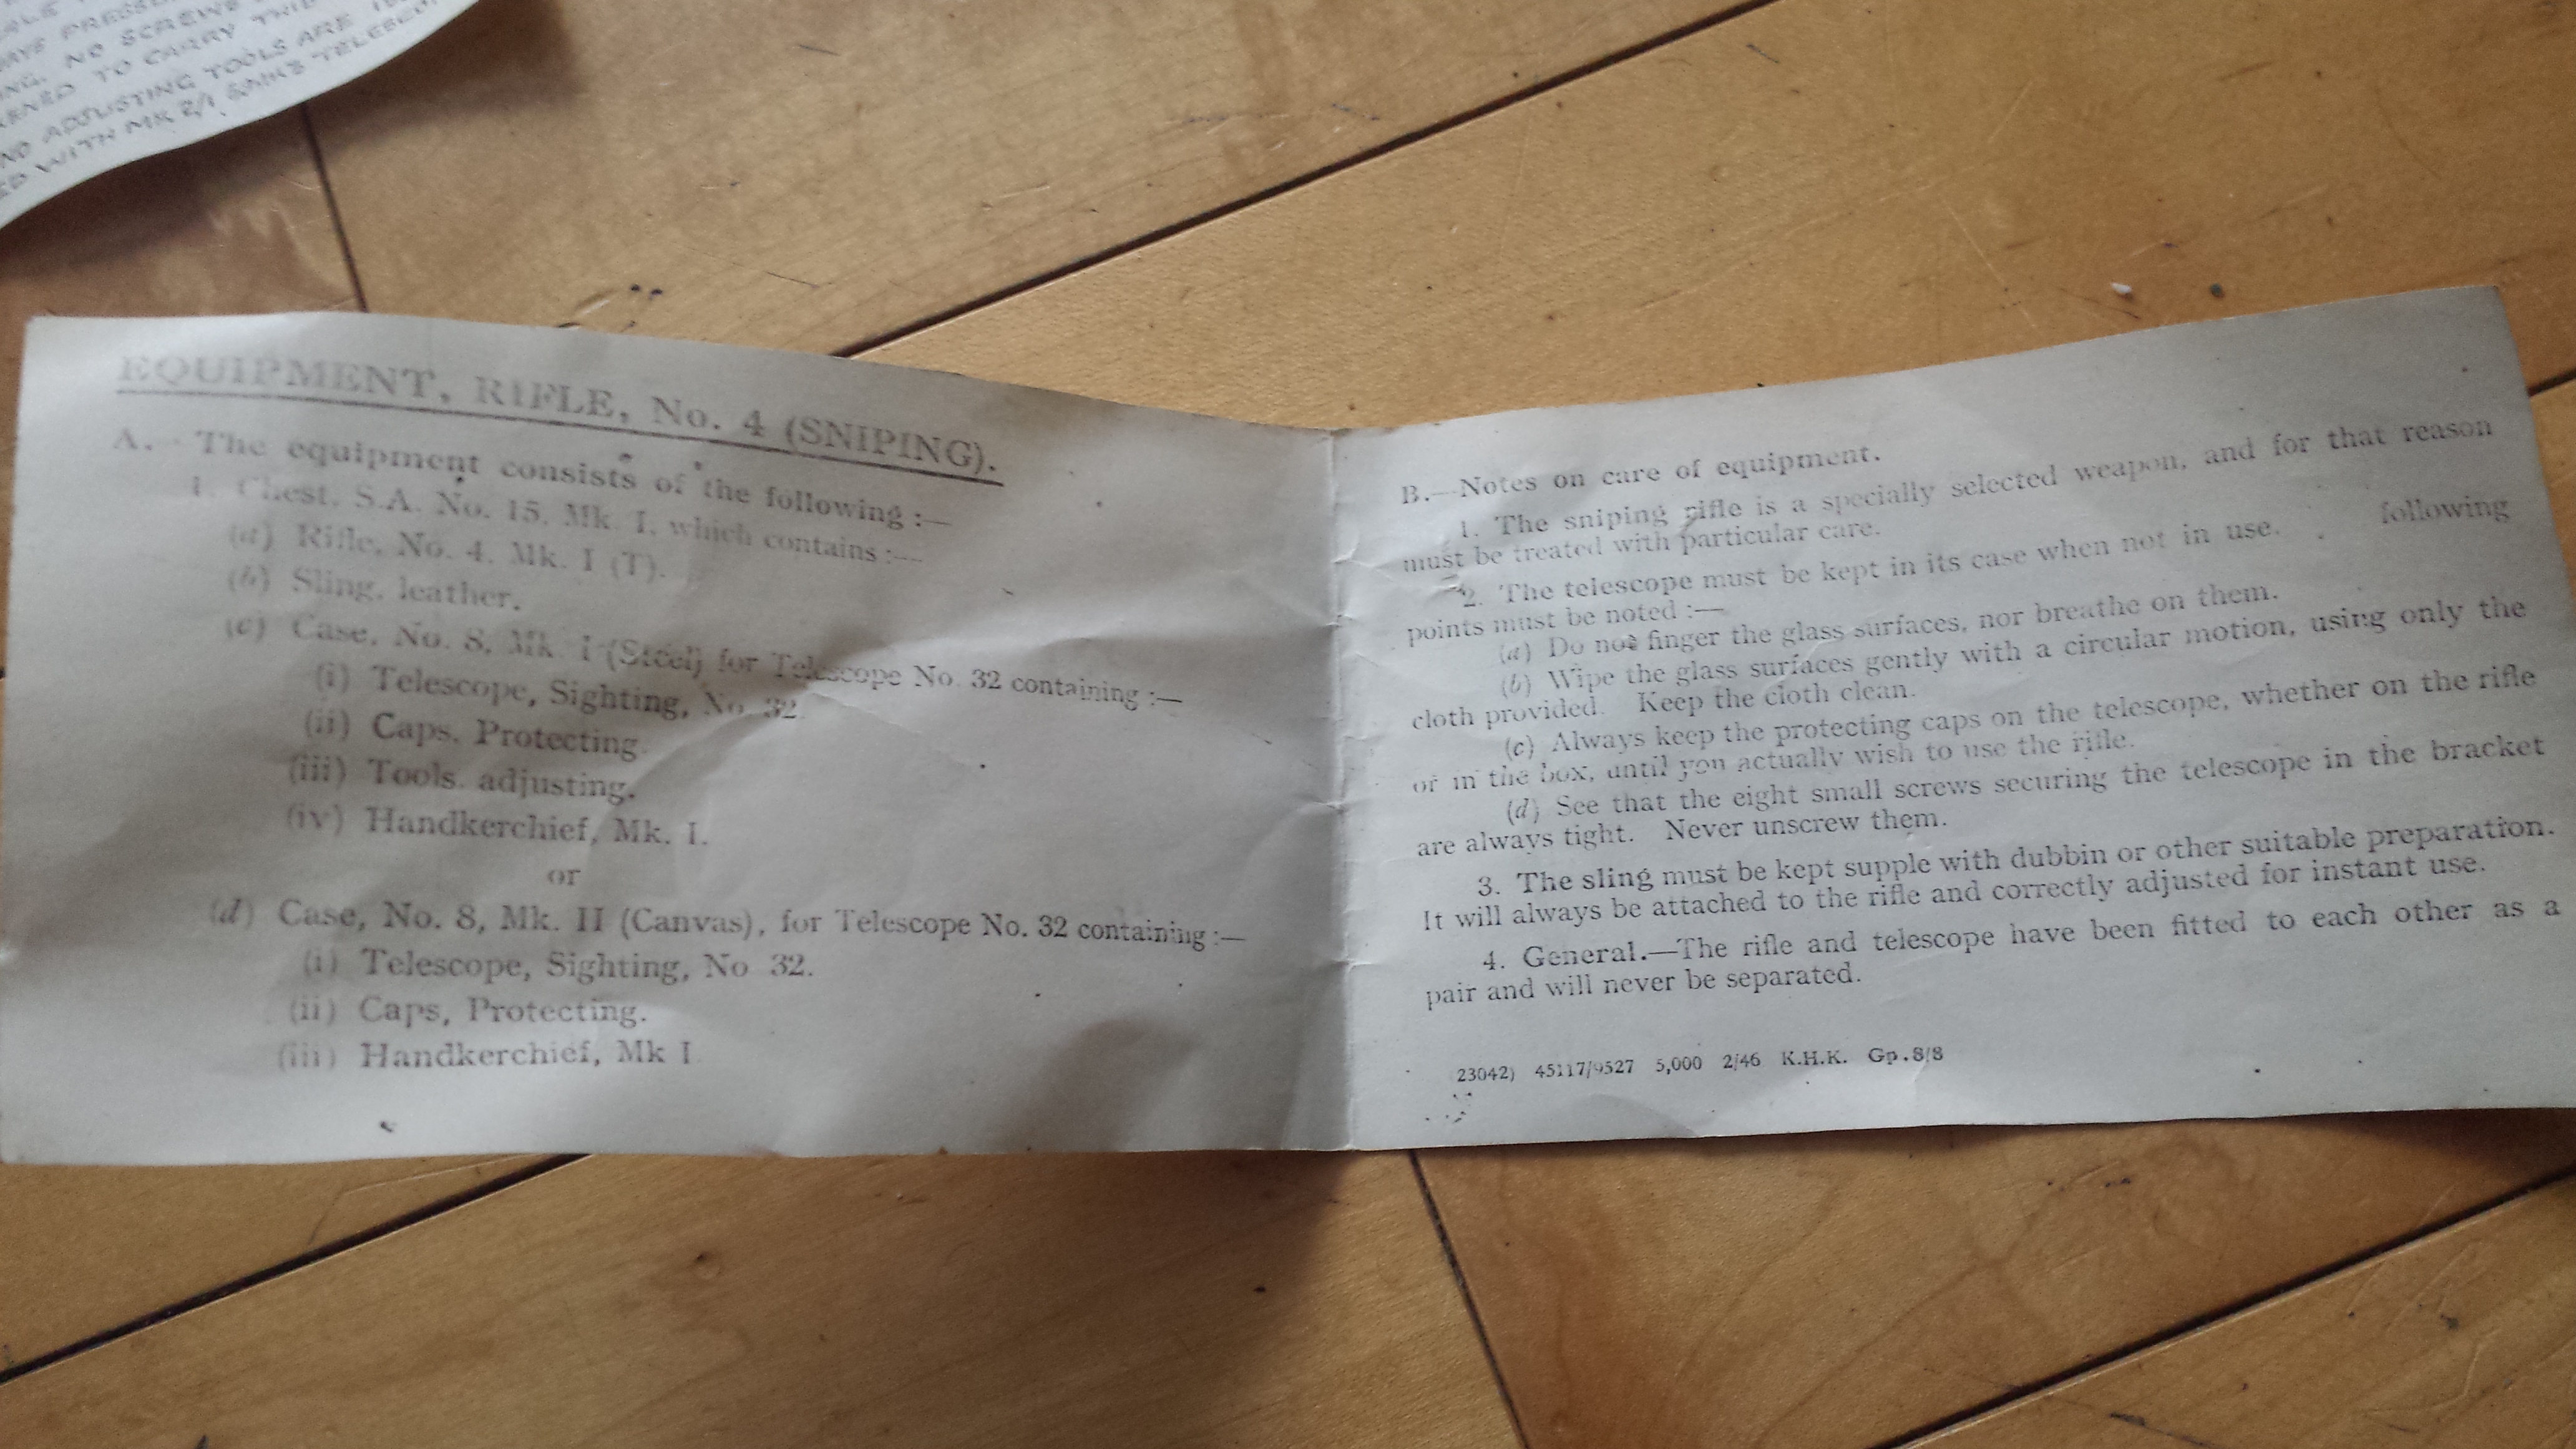 PRESS
NO SCREWS
TO CARRY THIS
ADJUSTING TOOLS ARE
WITH MK 2/1
EQUIPMENT, RIFLE, No. 4 (SNIPING).
A.— The equipment consists of the following :—
1. Chest, S.A. No. 15, Mk. I, which contains :—
(a) Rifle, No. 4, Mk. I (T).
(b) Sling, leather.
(c) Case, No. 8, Mk. I (Steel) for Telescope No. 32 containing :—
(i) Telescope, Sighting, No. 32.
(ii) Caps, Protecting.
(iii) Tools, adjusting.
(iv) Handkerchief, Mk. I.
or
(d) Case, No. 8, Mk. II (Canvas), for Telescope No. 32 containing :—
(i) Telescope, Sighting, No 32.
(ii) Caps, Protecting.
(iii) Handkerchief, Mk I
B.—Notes on care of equipment.
1. The sniping rifle is a specially selected weapon, and for that reason
must be treated with particular care.
2. The telescope must be kept in its case when not in use. following
points must be noted :—
(a) Do not finger the glass surfaces, nor breathe on them.
(b) Wipe the glass surfaces gently with a circular motion, using only the
cloth provided. Keep the cloth clean.
(c) Always keep the protecting caps on the telescope, whether on the rifle
or in the box, until you actually wish to use the rifle.
(d) See that the eight small screws securing the telescope in the bracket
are always tight. Never unscrew them.
3. The sling must be kept supple with dubbin or other suitable preparation.
It will always be attached to the rifle and correctly adjusted for instant use.
4. General.—The rifle and telescope have been fitted to each other as a
pair and will never be separated.
23042) 45117/9527 5,000 2/46 K.H.K. Gp. 8/8